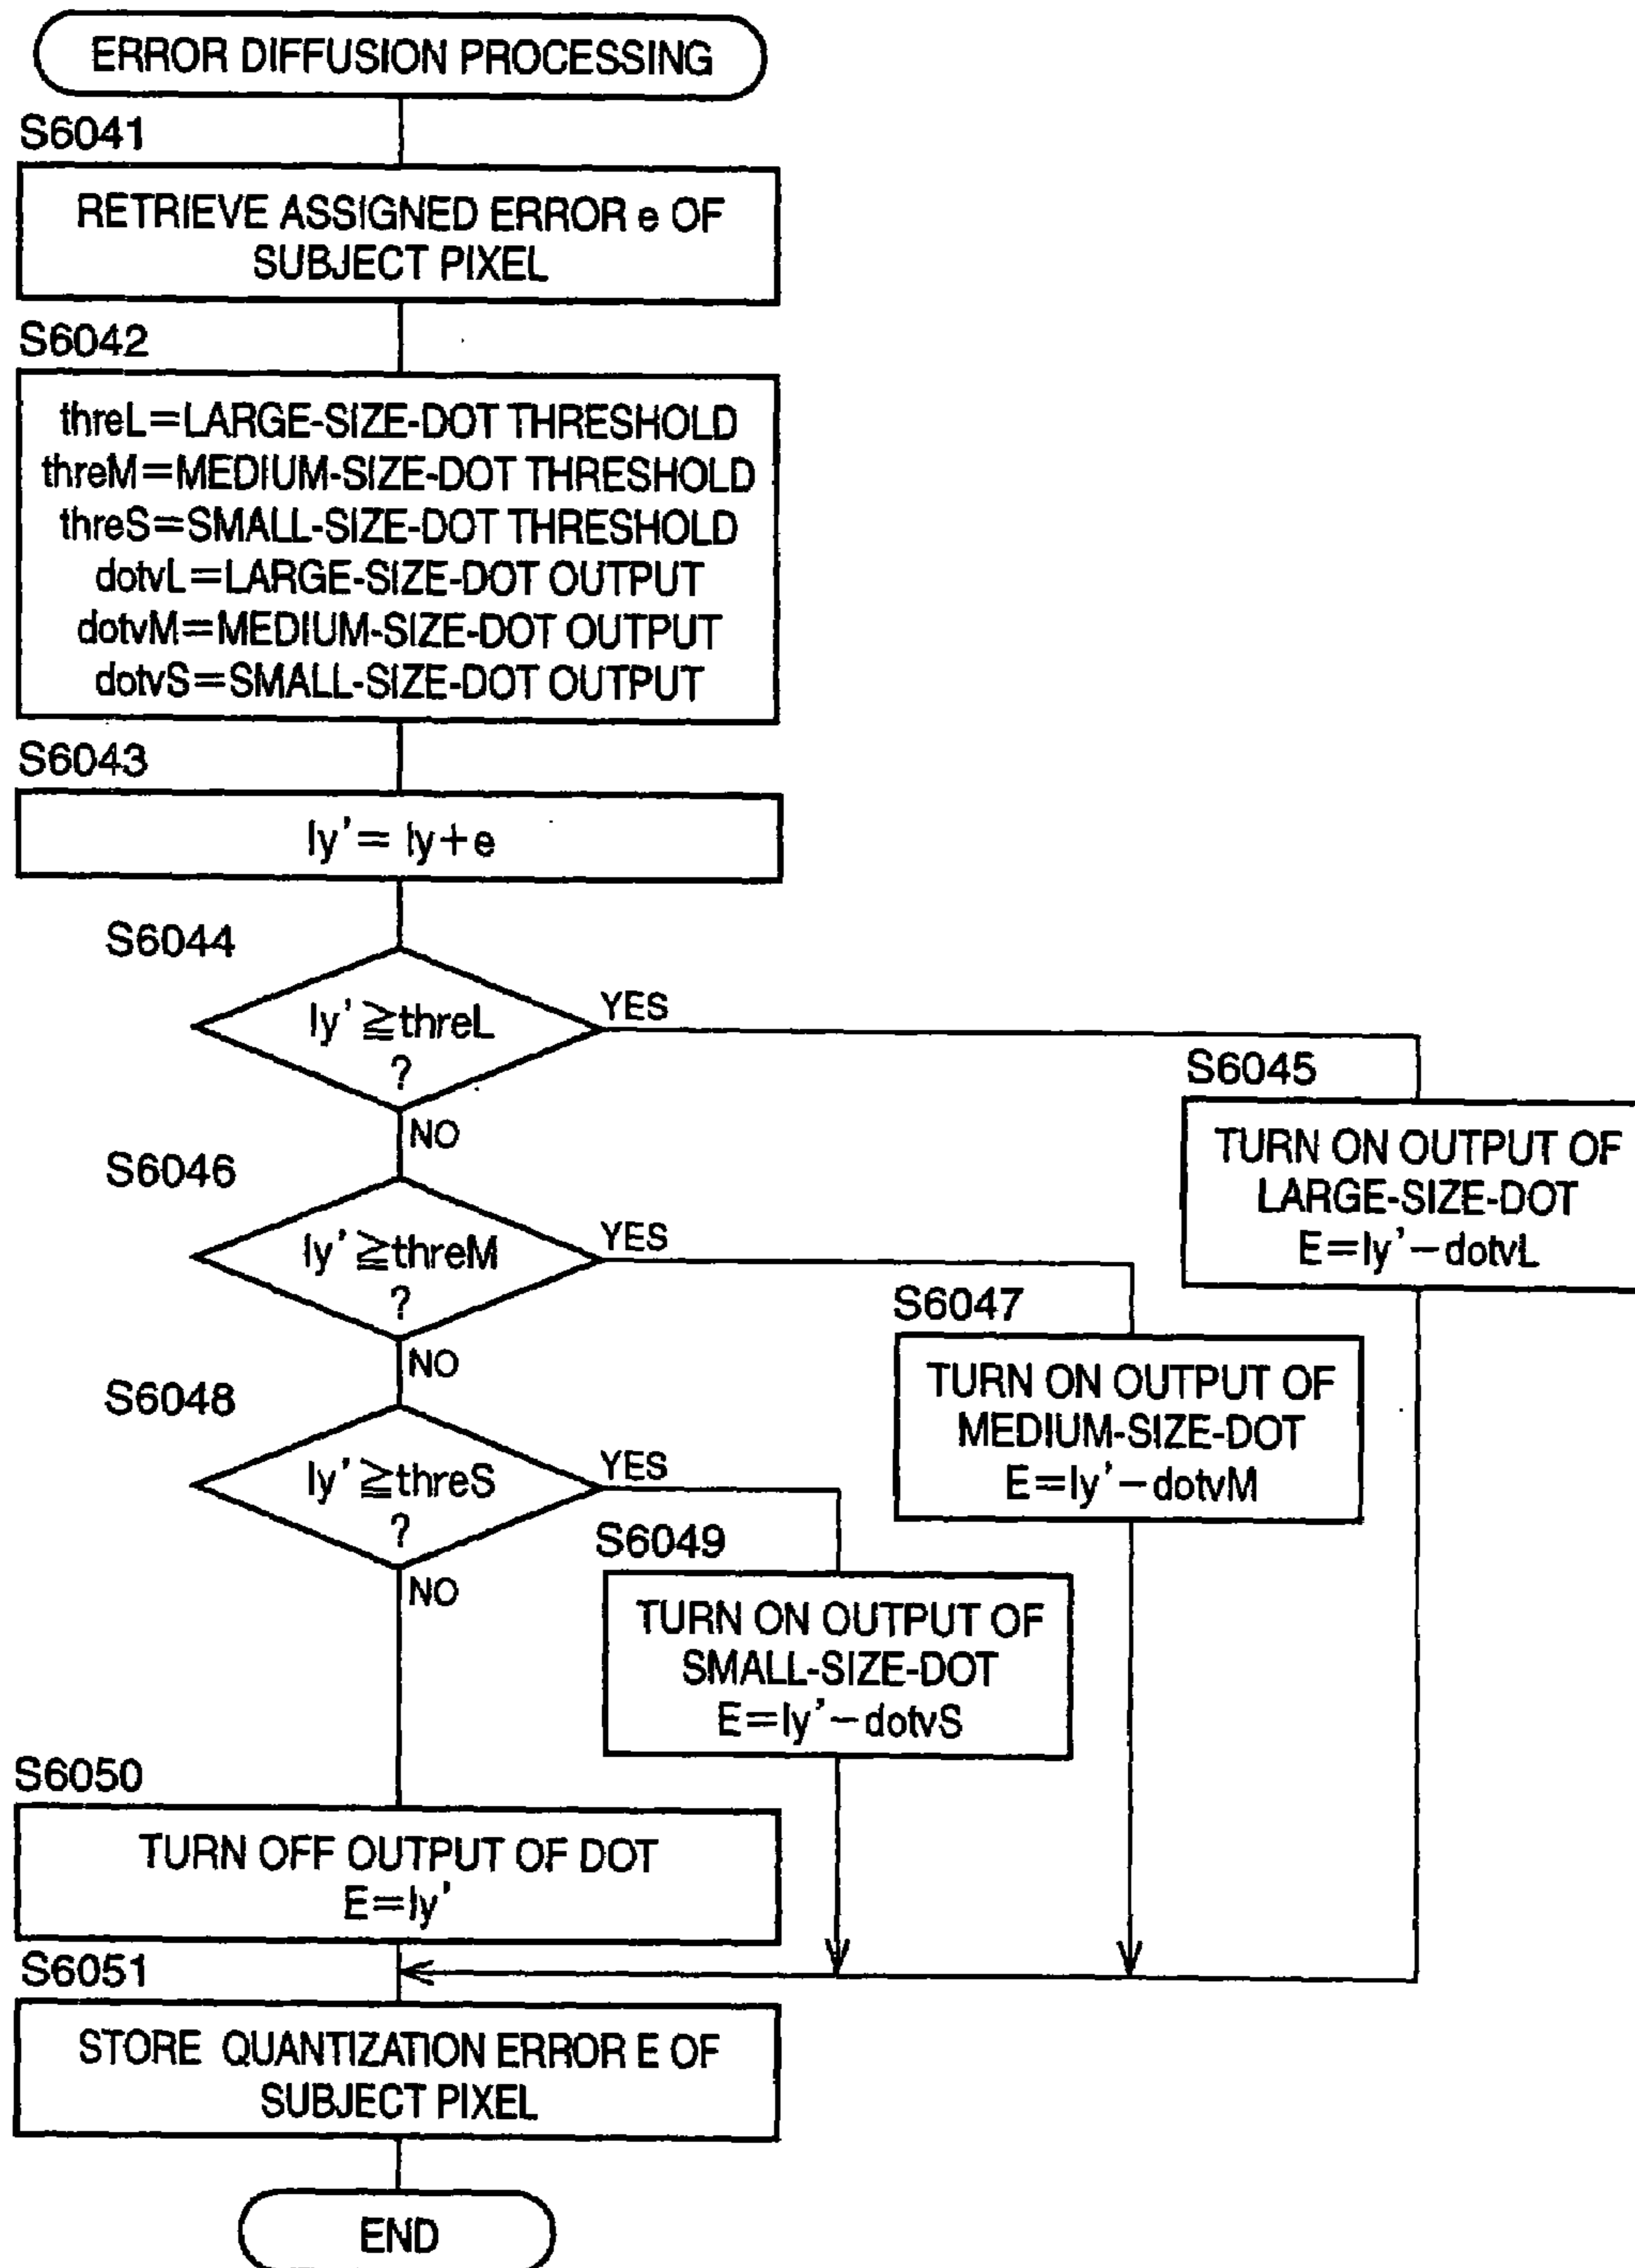 ERROR DIFFUSION PROCESSING
S6041
RETRIEVE ASSIGNED ERROR e OF
SUBJECT PIXEL
S6042
threL=LARGE-SIZE-DOT THRESHOLD
threM=MEDIUM-SIZE-DOT THRESHOLD
threS=SMALL-SIZE-DOT THRESHOLD
dotvL=LARGE-SIZE-DOT OUTPUT
dotvM=MEDIUM-SIZE-DOT OUTPUT
dotvS=SMALL-SIZE-DOT OUTPUT
S6043
Iy'= Iy+e
S6044
Iy' ≧threL
?
YES
NO
S6045
TURN ON OUTPUT OF
LARGE-SIZE-DOT
E=Iy'-dotvL
S6046
Iy' ≧threM
?
YES
NO
S6047
TURN ON OUTPUT OF
MEDIUM-SIZE-DOT
E=Iy'-dotvM
S6048
Iy' ≧threS
?
YES
NO
S6049
TURN ON OUTPUT OF
SMALL-SIZE-DOT
E=Iy'-dotvS
S6050
TURN OFF OUTPUT OF DOT
E=Iy'
S6051
STORE QUANTIZATION ERROR E OF
SUBJECT PIXEL
END